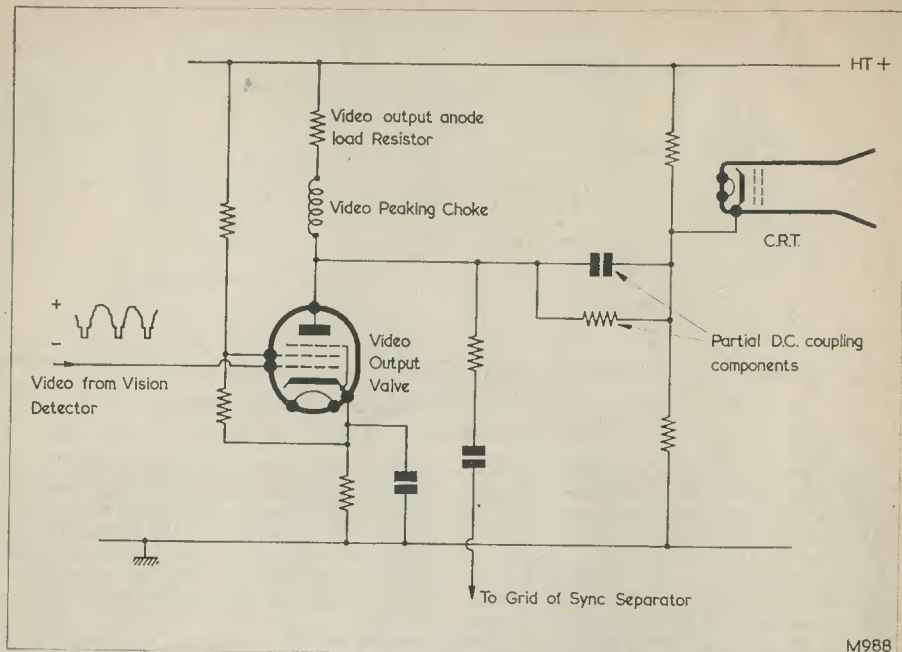 HT +
Video output anode
load Resistor
Video Peaking Choke
C.R.T.
+
−
Video
Output
Valve
Partial D.C. coupling
components
Video from Vision
Detector
To Grid of Sync Separator
M988